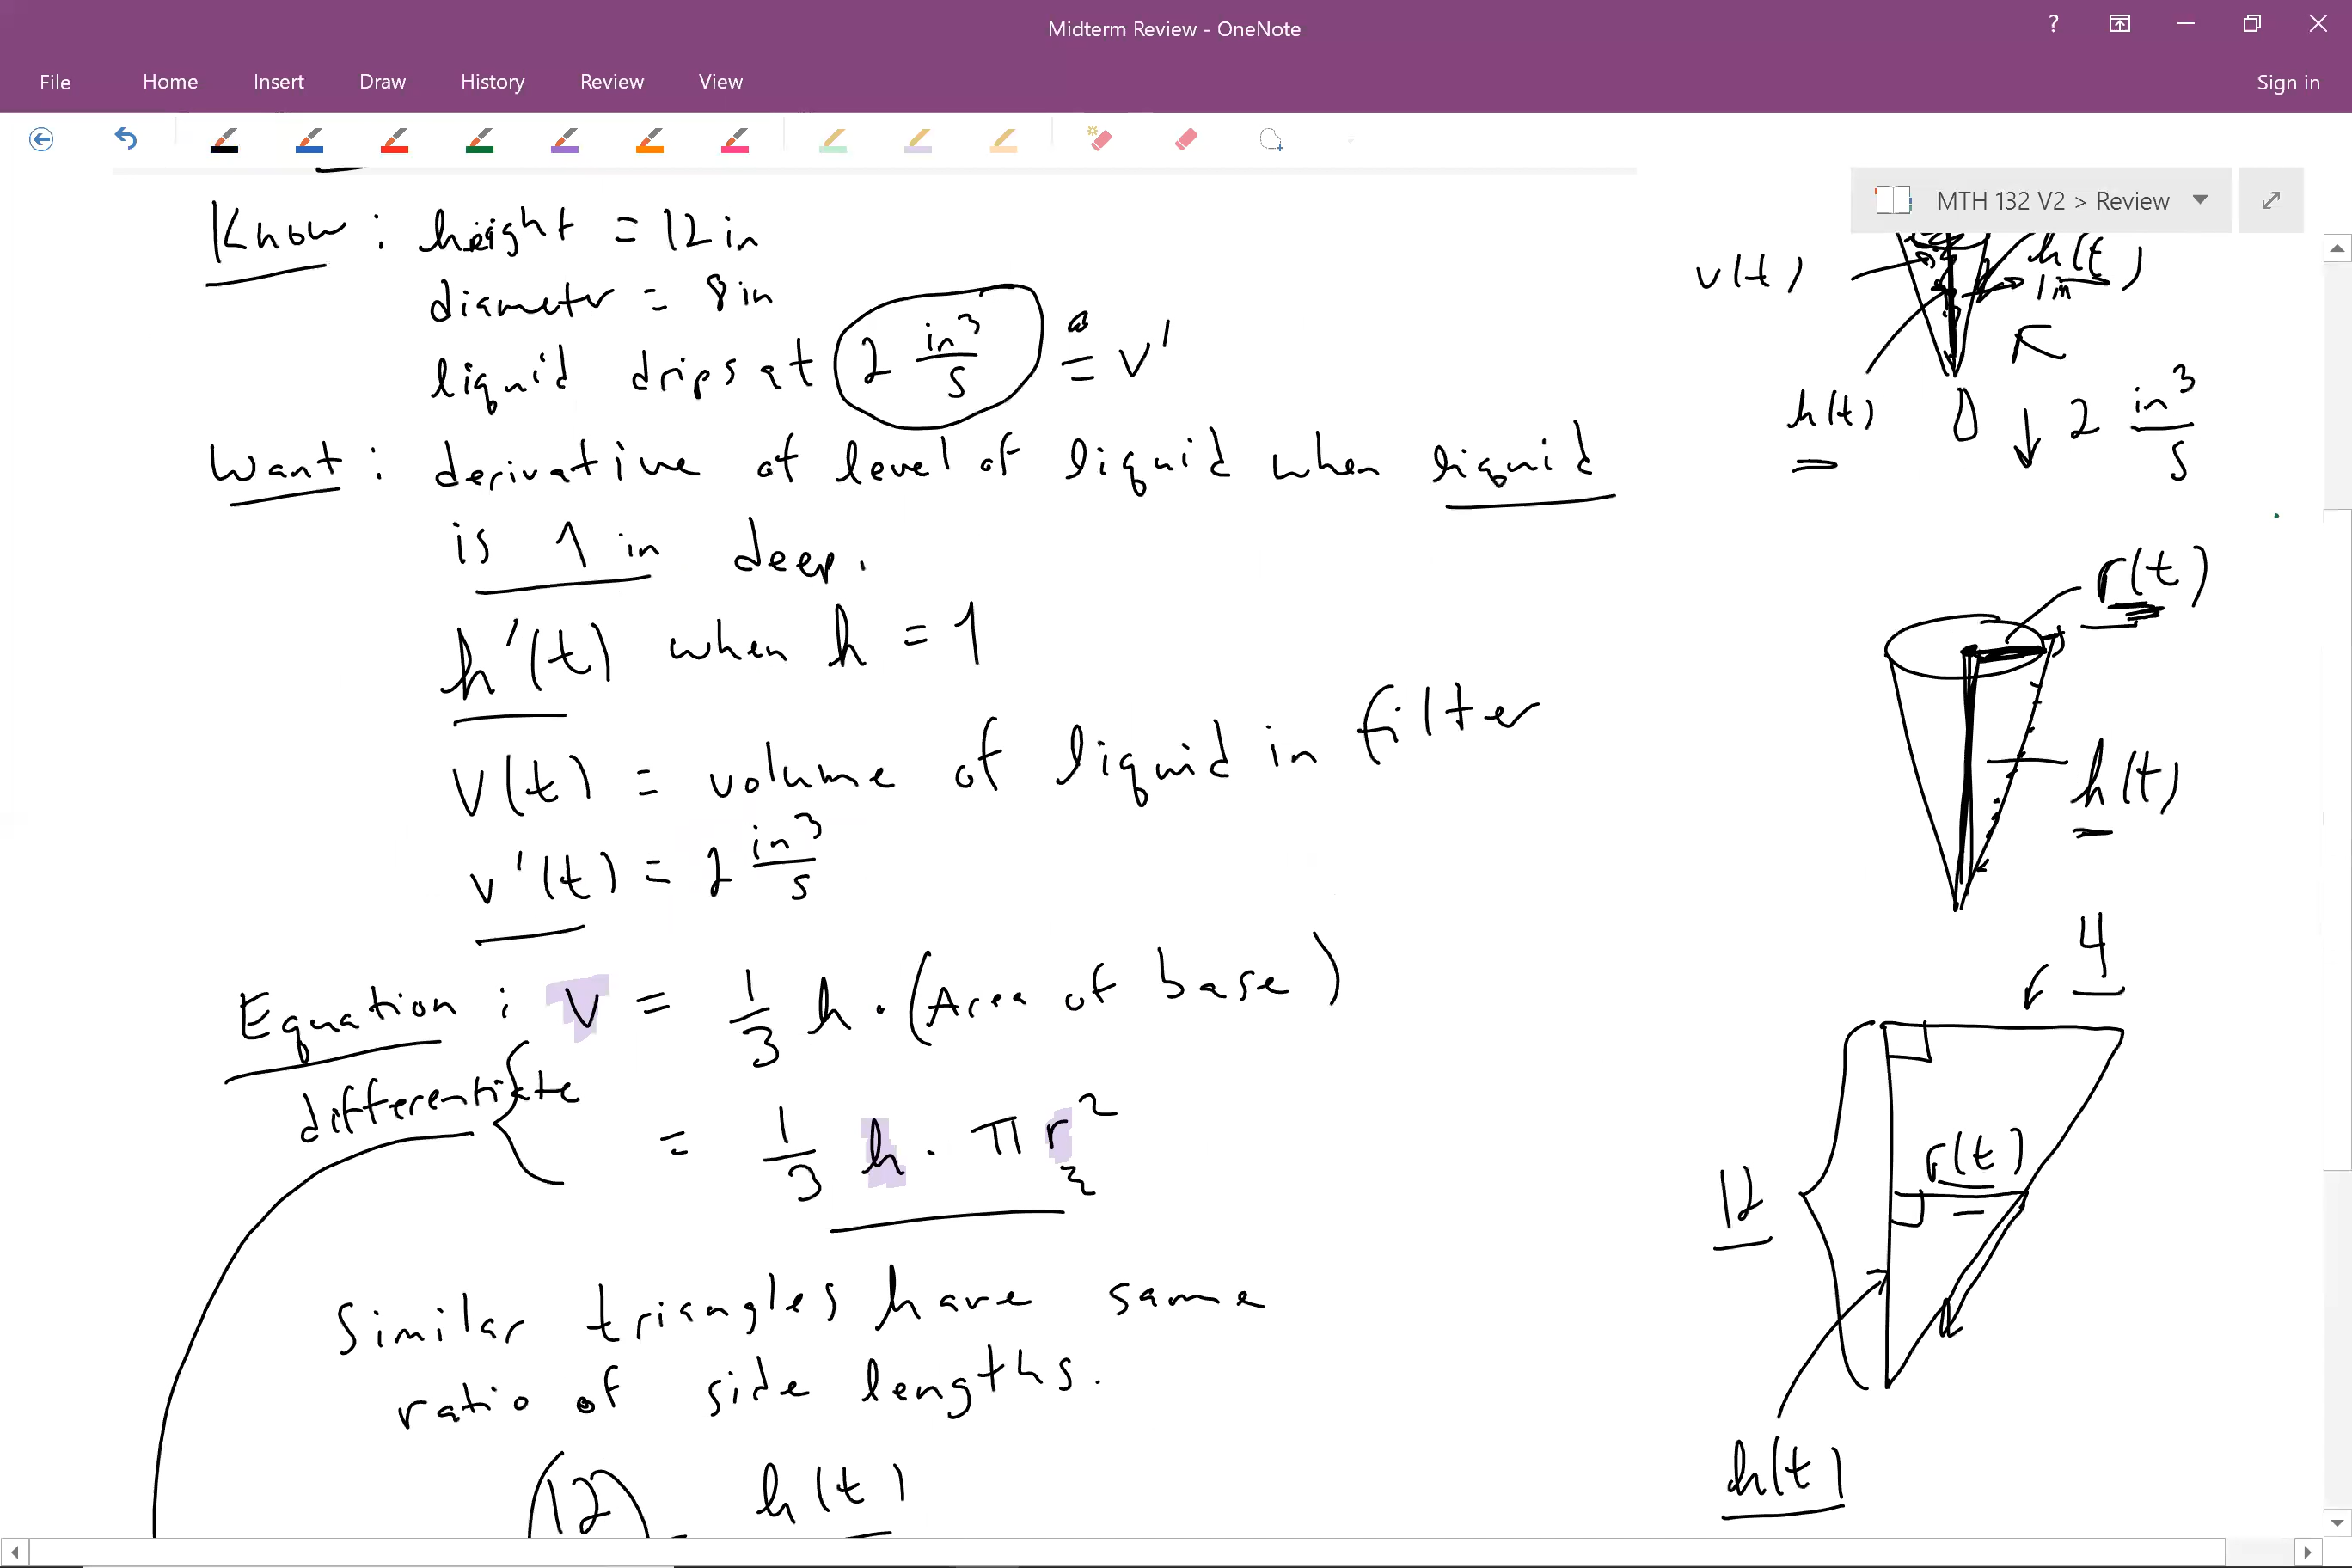 Midterm Review - OneNote
?
File Home Insert Draw History Review View
Sign in
MTH 132 V2 > Review
Know : height = 12 in
diameter = 8 in
liquid drips at 2 in³/s = v'
Want : derivative of level of liquid when liquid
is 1 in deep.
h'(t) when h = 1
V(t) = volume of liquid in filter
v'(t) = 2 in³/s
Equation : V = 1/3 h · (Area of base)
differentiate
= 1/3 h · π r²
Similar triangles have same
ratio of side lengths.
12 = h(t)
v(t)
h(t)
1 in
h(t)
2 in³/s
r(t)
h(t)
4
12
r(t)
h(t)